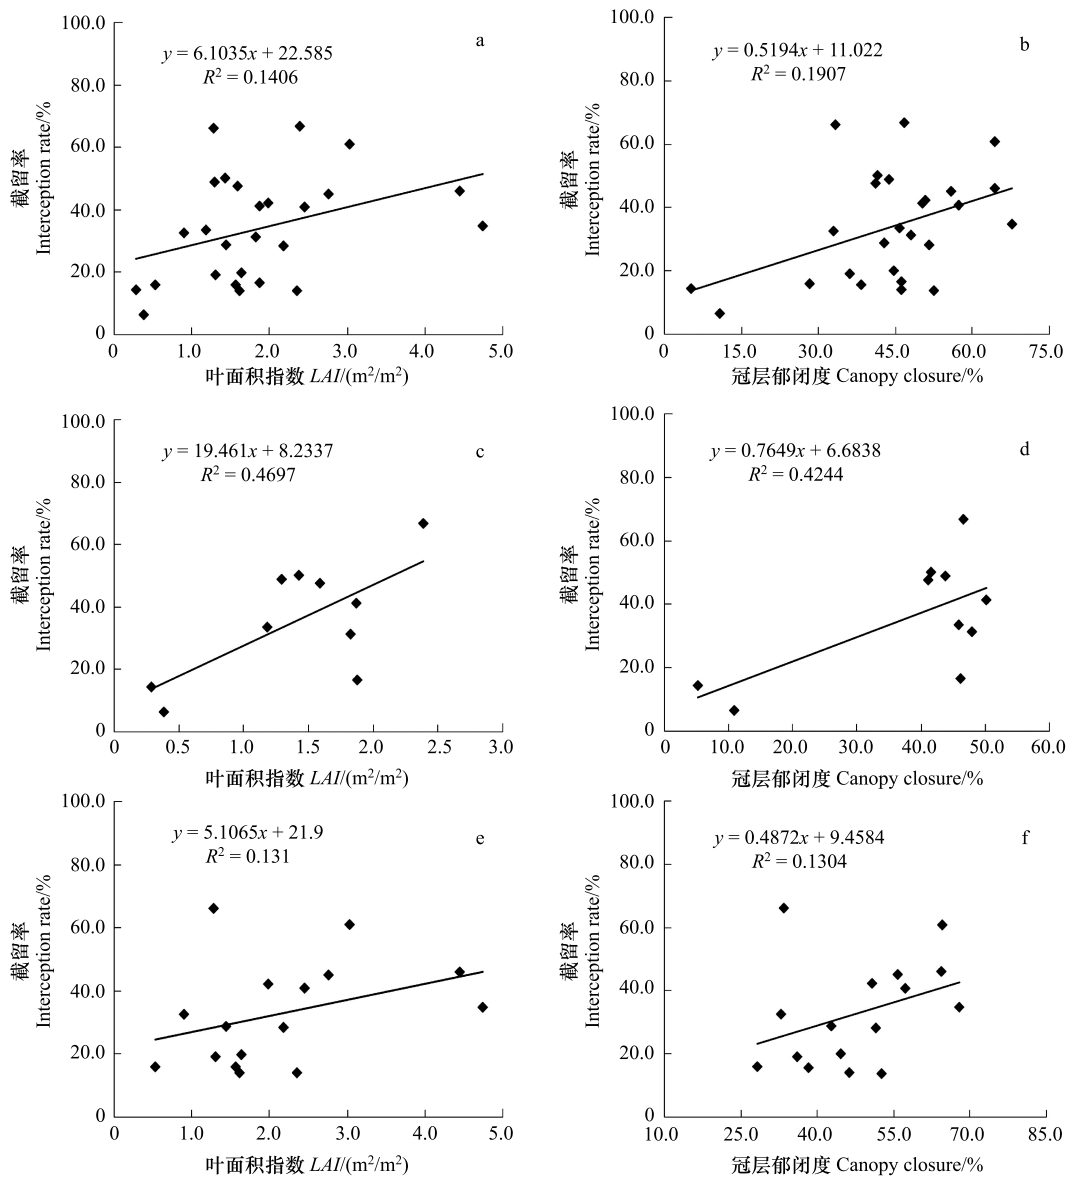 a
y = 6.1035x + 22.585
R² = 0.1406
100.0
80.0
60.0
40.0
20.0
0
截留率
Interception rate/%
0 1.0 2.0 3.0 4.0 5.0
叶面积指数 LAI/(m²/m²)
b
y = 0.5194x + 11.022
R² = 0.1907
100.0
80.0
60.0
40.0
20.0
0
截留率
Interception rate/%
0 15.0 30.0 45.0 60.0 75.0
冠层郁闭度 Canopy closure/%
c
y = 19.461x + 8.2337
R² = 0.4697
100.0
80.0
60.0
40.0
20.0
0
截留率
Interception rate/%
0 0.5 1.0 1.5 2.0 2.5 3.0
叶面积指数 LAI/(m²/m²)
d
y = 0.7649x + 6.6838
R² = 0.4244
100.0
80.0
60.0
40.0
20.0
0
截留率
Interception rate/%
0 10.0 20.0 30.0 40.0 50.0 60.0
冠层郁闭度 Canopy closure/%
e
y = 5.1065x + 21.9
R² = 0.131
100.0
80.0
60.0
40.0
20.0
0
截留率
Interception rate/%
0 1.0 2.0 3.0 4.0 5.0
叶面积指数 LAI/(m²/m²)
f
y = 0.4872x + 9.4584
R² = 0.1304
100.0
80.0
60.0
40.0
20.0
0
截留率
Interception rate/%
10.0 25.0 40.0 55.0 70.0 85.0
冠层郁闭度 Canopy closure/%